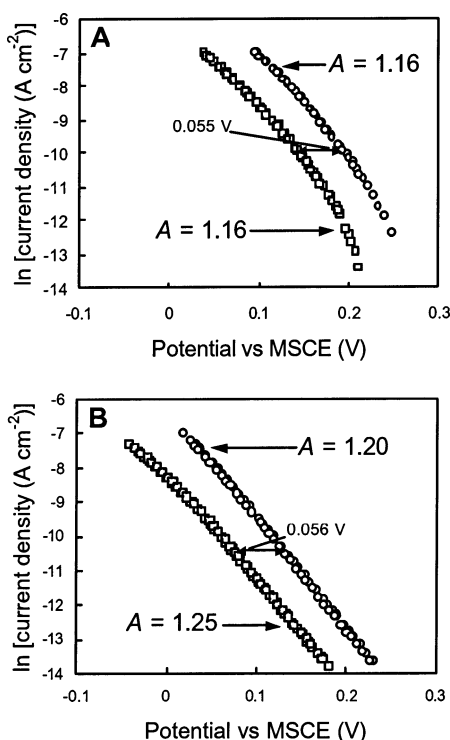 A
ln [current density (A cm⁻²)]
-6
-7
-8
-9
-10
-11
-12
-13
-14
A = 1.16
0.055 V
A = 1.16
-0.1
0
0.1
0.2
0.3
Potential vs MSCE (V)
B
ln [current density (A cm⁻²)]
-6
-7
-8
-9
-10
-11
-12
-13
-14
A = 1.20
0.056 V
A = 1.25
-0.1
0
0.1
0.2
0.3
Potential vs MSCE (V)